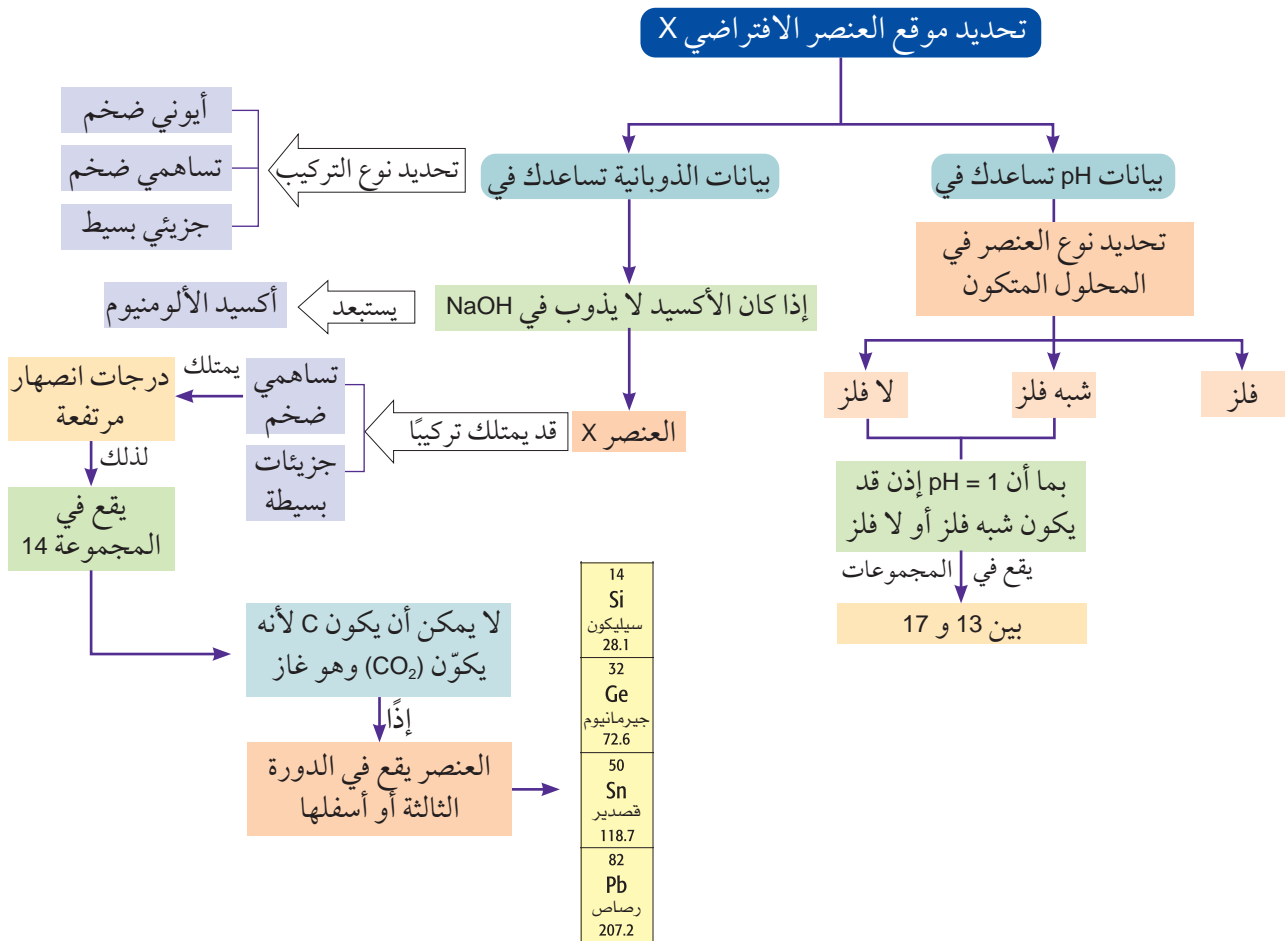 تحديد موقع العنصر الافتراضي X
بيانات pH تساعدك في
تحديد نوع العنصر في
المحلول المتكون
فلز
شبه فلز
لا فلز
بما أن pH = 1 إذن قد
يكون شبه فلز أو لا فلز
يقع في المجموعات
بين 13 و 17
بيانات الذوبانية تساعدك في
تحديد نوع التركيب
أيوني ضخم
تساهمي ضخم
جزيئي بسيط
إذا كان الأكسيد لا يذوب في NaOH
يستبعد
أكسيد الألومنيوم
العنصر X
قد يمتلك تركيبًا
تساهمي
ضخم
جزيئات
بسيطة
يمتلك
درجات انصهار
مرتفعة
لذلك
يقع في
المجموعة 14
لا يمكن أن يكون C لأنه
يكوّن (CO₂) وهو غاز
إذًا
العنصر يقع في الدورة
الثالثة أو أسفلها
14
Si
سيليكون
28.1
32
Ge
جيرمانيوم
72.6
50
Sn
قصدير
118.7
82
Pb
رصاص
207.2